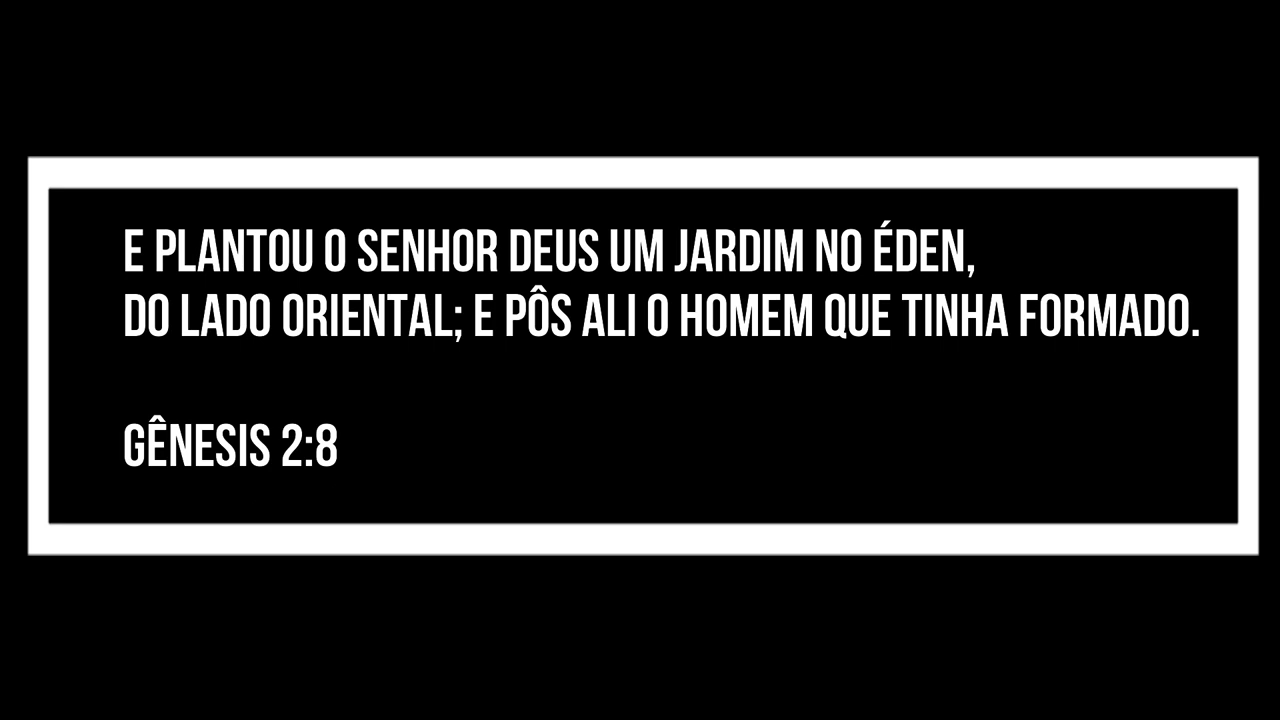 E PLANTOU O SENHOR DEUS UM JARDIM NO ÉDEN,
DO LADO ORIENTAL; E PÔS ALI O HOMEM QUE TINHA FORMADO.
GÊNESIS 2:8